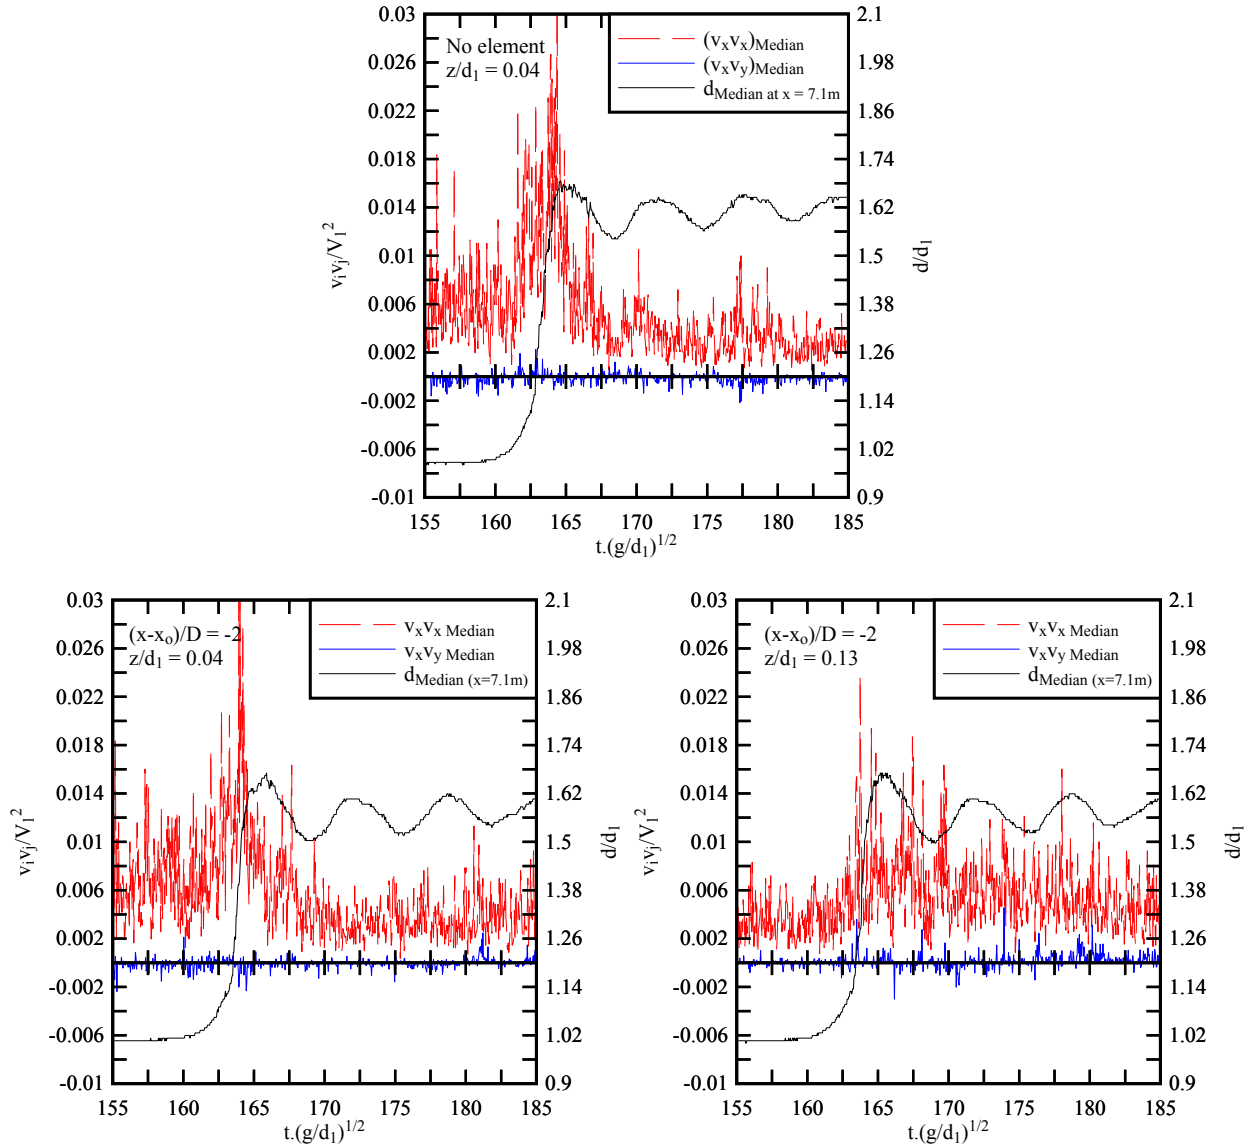 No element
z/d1 = 0.04
(vxvx)Median
(vxvy)Median
dMedian at x = 7.1m
0.03
0.026
0.022
0.018
0.014
0.01
0.006
0.002
-0.002
-0.006
-0.01
vivj/V1^2
2.1
1.98
1.86
1.74
1.62
1.5
1.38
1.26
1.14
1.02
0.9
d/d1
155 160 165 170 175 180 185
t.(g/d1)^1/2
(x-xo)/D = -2
z/d1 = 0.04
vxvx Median
vxvy Median
dMedian (x=7.1m)
0.03
0.026
0.022
0.018
0.014
0.01
0.006
0.002
-0.002
-0.006
-0.01
vivj/V1^2
2.1
1.98
1.86
1.74
1.62
1.5
1.38
1.26
1.14
1.02
0.9
d/d1
155 160 165 170 175 180 185
t.(g/d1)^1/2
(x-xo)/D = -2
z/d1 = 0.13
vxvx Median
vxvy Median
dMedian (x=7.1m)
0.03
0.026
0.022
0.018
0.014
0.01
0.006
0.002
-0.002
-0.006
-0.01
vivj/V1^2
2.1
1.98
1.86
1.74
1.62
1.5
1.38
1.26
1.14
1.02
0.9
d/d1
155 160 165 170 175 180 185
t.(g/d1)^1/2